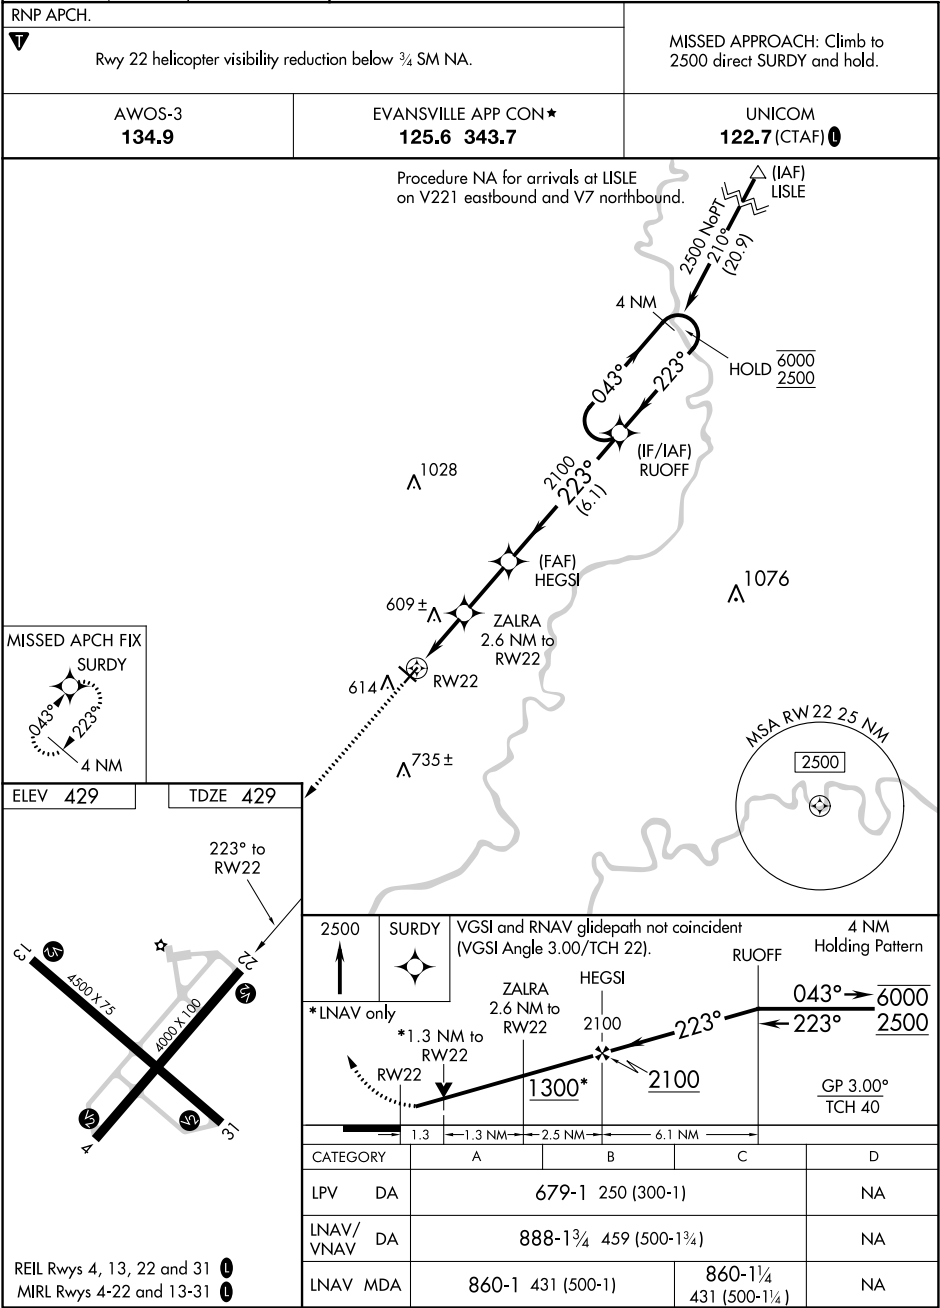 RNP APCH.
T
Rwy 22 helicopter visibility reduction below ¾ SM NA.
MISSED APPROACH: Climb to
2500 direct SURDY and hold.
AWOS-3
134.9
EVANSVILLE APP CON★
125.6 343.7
UNICOM
122.7 (CTAF) L
Procedure NA for arrivals at LISLE
on V221 eastbound and V7 northbound.
(IAF)
LISLE
2500 NoPT
210°
(20.9)
4 NM
HOLD 6000
2500
043°
223°
(IF/IAF)
RUOFF
2100
223°
(6.1)
1028
(FAF)
HEGSI
1076
609±
ZALRA
2.6 NM to
RW22
614
RW22
735±
MISSED APCH FIX
SURDY
043°
223°
4 NM
MSA RW22 25 NM
2500
ELEV 429
TDZE 429
223° to
RW22
13
V2
22
V2
4500 X 75
4000 X 100
V2
4
V2
31
REIL Rwys 4, 13, 22 and 31 L
MIRL Rwys 4-22 and 13-31 L
2500
SURDY
VGSI and RNAV glidepath not coincident
(VGSI Angle 3.00/TCH 22).
4 NM
Holding Pattern
RUOFF
HEGSI
ZALRA
2.6 NM to
RW22
*LNAV only
*1.3 NM to
RW22
RW22
2100
223°
043°
6000
223°
2500
1300*
2100
GP 3.00°
TCH 40
1.3
1.3 NM
2.5 NM
6.1 NM
CATEGORY A B C D
LPV DA 679-1 250 (300-1) NA
LNAV/
VNAV DA 888-1¾ 459 (500-1¾) NA
LNAV MDA 860-1 431 (500-1) 860-1¼
431 (500-1¼) NA